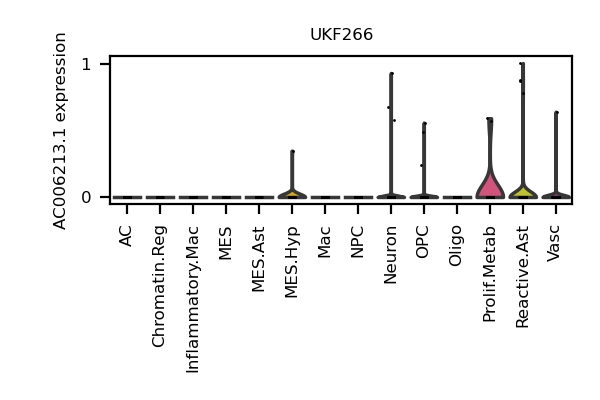 UKF266
AC006213.1 expression
1
0
AC
Chromatin.Reg
Inflammatory.Mac
MES
MES.Ast
MES.Hyp
Mac
NPC
Neuron
OPC
Oligo
Prolif.Metab
Reactive.Ast
Vasc